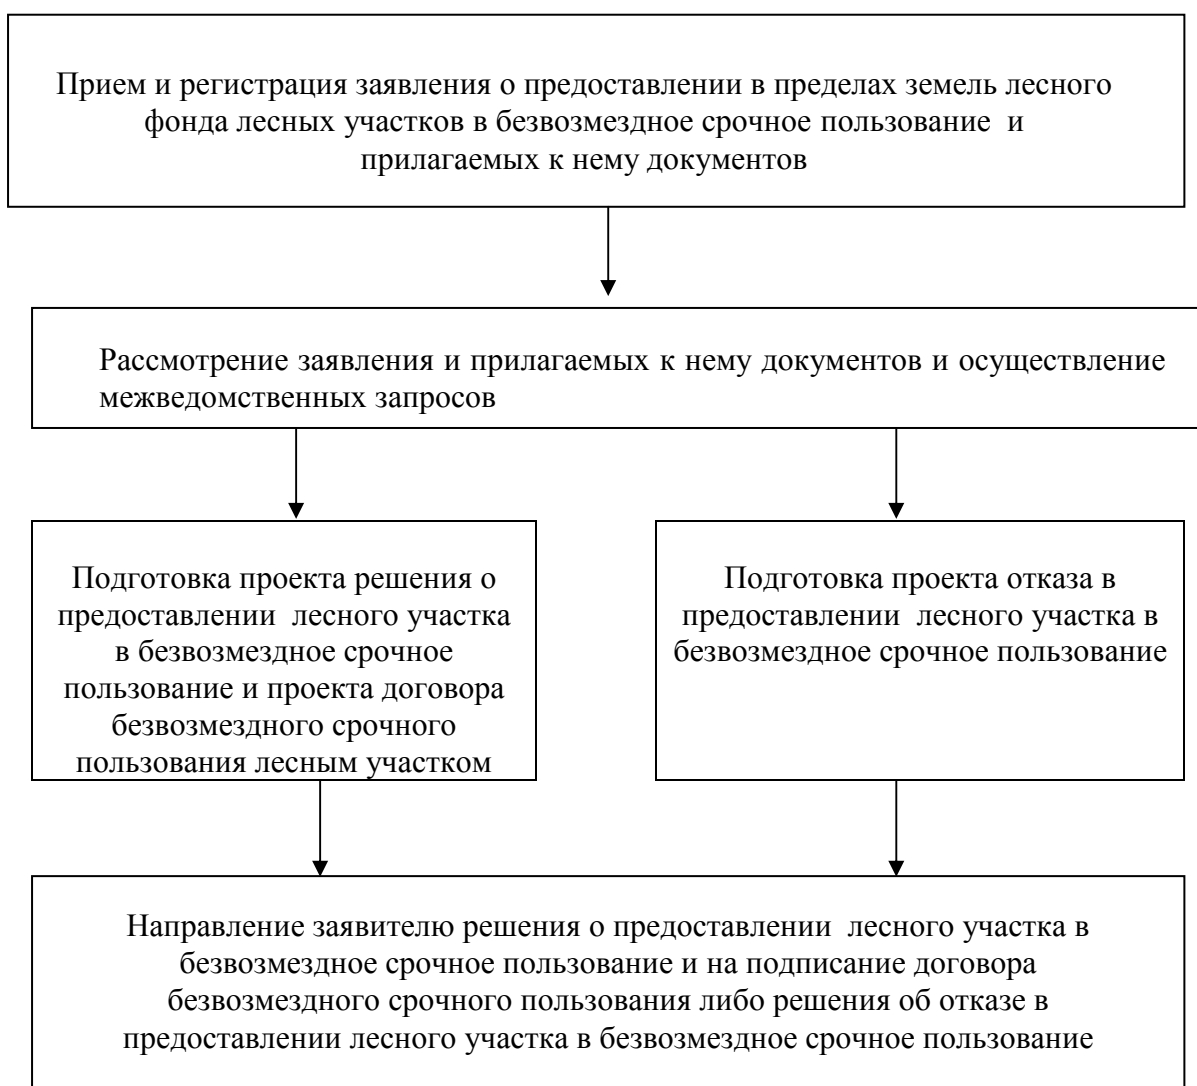 Прием и регистрация заявления о предоставлении в пределах земель лесного
фонда лесных участков в безвозмездное срочное пользование и
прилагаемых к нему документов
Рассмотрение заявления и прилагаемых к нему документов и осуществление
межведомственных запросов
Подготовка проекта решения о
предоставлении лесного участка
в безвозмездное срочное
пользование и проекта договора
безвозмездного срочного
пользования лесным участком
Подготовка проекта отказа в
предоставлении лесного участка в
безвозмездное срочное пользование
Направление заявителю решения о предоставлении лесного участка в
безвозмездное срочное пользование и на подписание договора
безвозмездного срочного пользования либо решения об отказе в
предоставлении лесного участка в безвозмездное срочное пользование